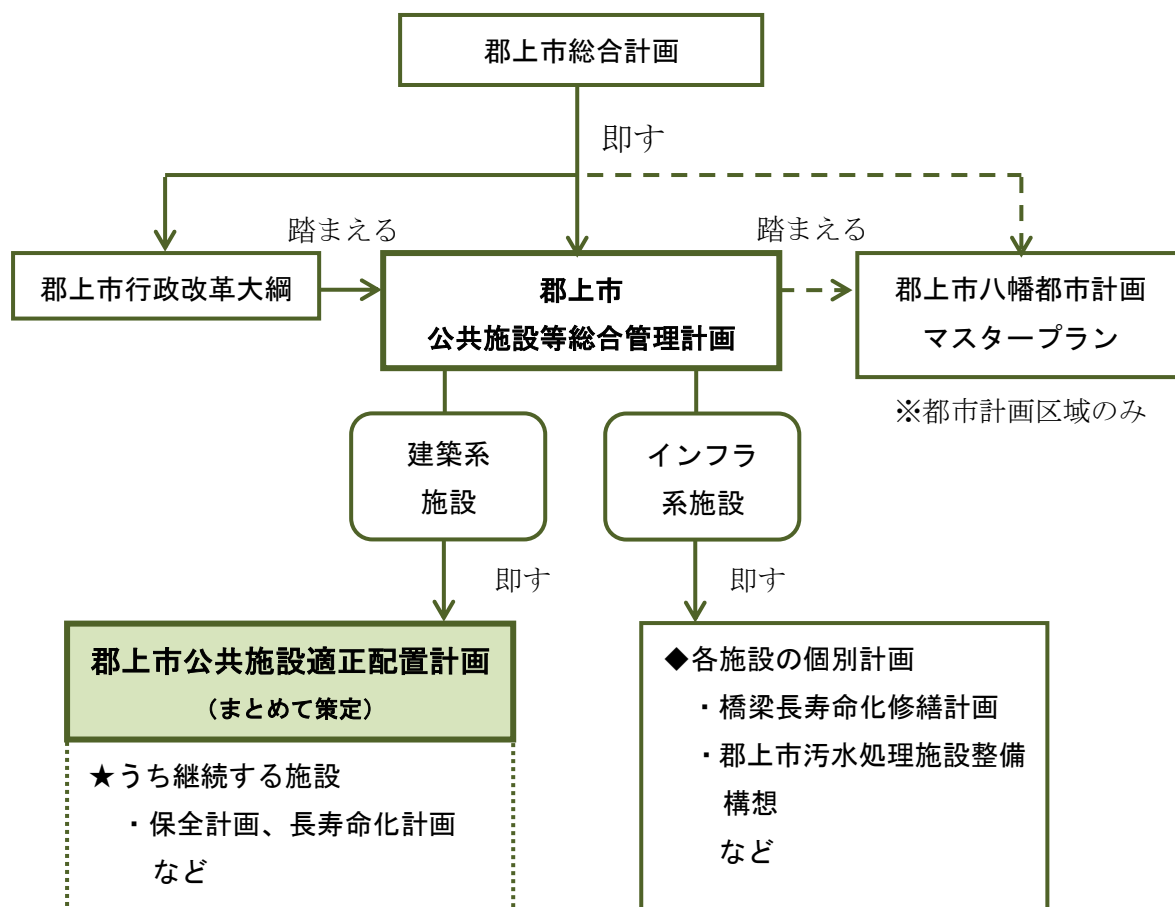 郡上市総合計画
即す
踏まえる
踏まえる
郡上市行政改革大綱
郡上市
公共施設等総合管理計画
郡上市八幡都市計画
マスタープラン
※都市計画区域のみ
建築系
施設
インフラ
系施設
即す
即す
郡上市公共施設適正配置計画
（まとめて策定）
★うち継続する施設
・保全計画、長寿命化計画
など
◆各施設の個別計画
・橋梁長寿命化修繕計画
・郡上市汚水処理施設整備
構想
など